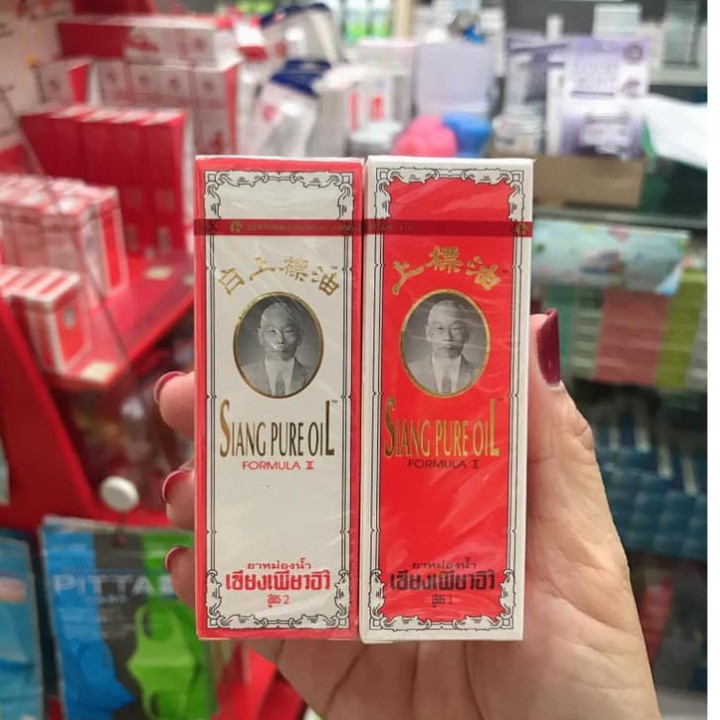 白上標油
SIANG PURE OIL
FORMULA II
ยาหม่องน้ำ
เซียงเพียวอิ๊ว
สูตร 2
上標油
SIANG PURE OIL
FORMULA I
ยาหม่องน้ำ
เซียงเพียวอิ๊ว
สูตร 1
PITTA